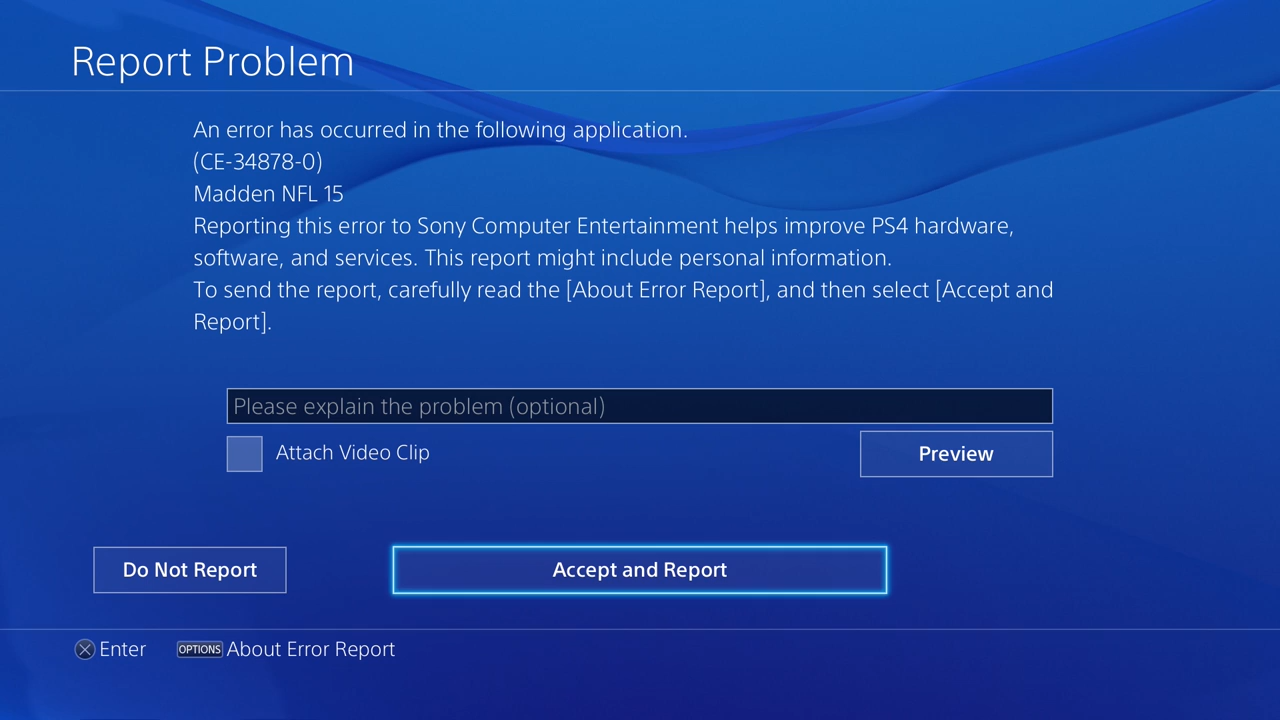 Report Problem
An error has occurred in the following application.
(CE-34878-0)
Madden NFL 15
Reporting this error to Sony Computer Entertainment helps improve PS4 hardware,
software, and services. This report might include personal information.
To send the report, carefully read the [About Error Report], and then select [Accept and
Report].
Please explain the problem (optional)
Attach Video Clip
Preview
Do Not Report
Accept and Report
Enter
OPTIONS About Error Report